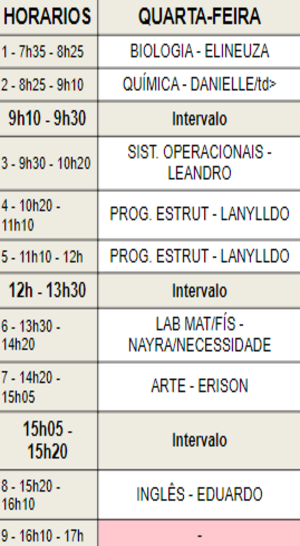 HORARIOS QUARTA-FEIRA
1 - 7h35 - 8h25 BIOLOGIA - ELINEUZA
2 - 8h25 - 9h10 QUÍMICA - DANIELLE/td>
9h10 - 9h30 Intervalo
3 - 9h30 - 10h20 SIST. OPERACIONAIS -
LEANDRO
4 - 10h20 -
11h10 PROG. ESTRUT - LANYLLDO
5 - 11h10 - 12h PROG. ESTRUT - LANYLLDO
12h - 13h30 Intervalo
6 - 13h30 -
14h20 LAB MAT/FÍS -
NAYRA/NECESSIDADE
7 - 14h20 -
15h05 ARTE - ERISON
15h05 -
15h20 Intervalo
8 - 15h20 -
16h10 INGLÊS - EDUARDO
9 - 16h10 - 17h -